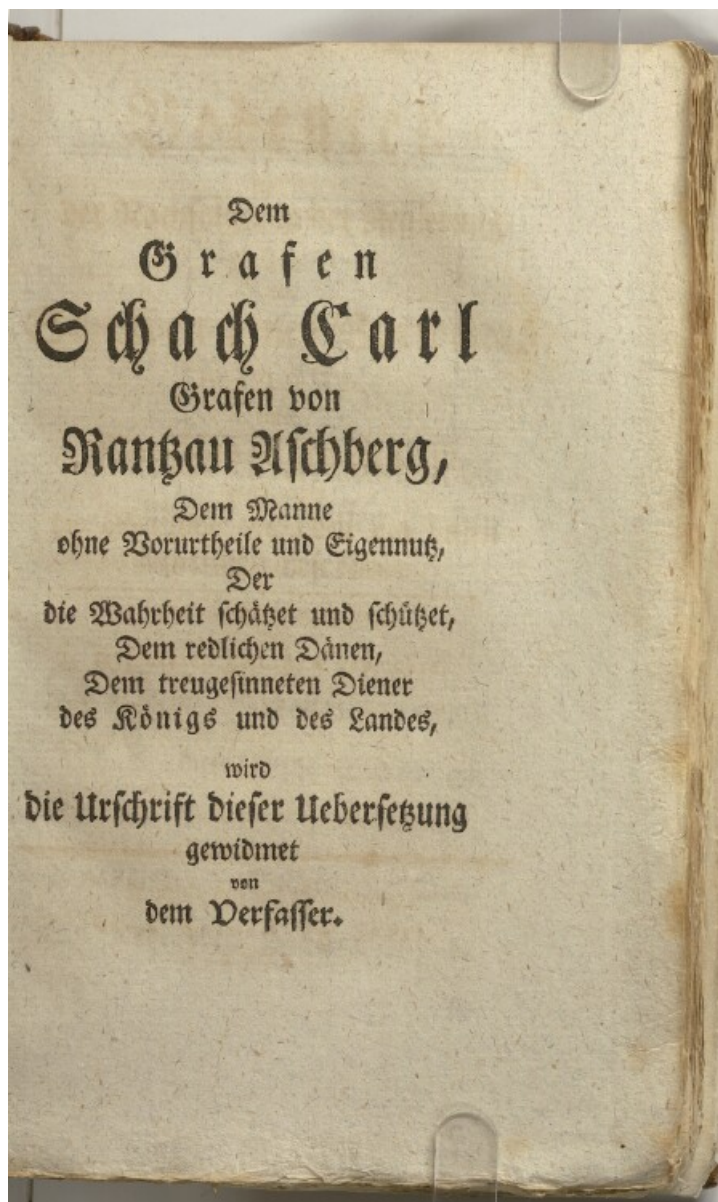 Dem
Grafen
Schach Carl
Grafen von
Rantzau Aſchberg,
Dem Manne
ohne Vorurtheile und Eigennutz,
Der
die Wahrheit ſchätzet und ſchützet,
Dem redlichen Dänen,
Dem treugeſinneten Diener
des Königs und des Landes,
wird
die Urſchrift dieſer Ueberſetzung
gewidmet
von
dem Verfaſſer.